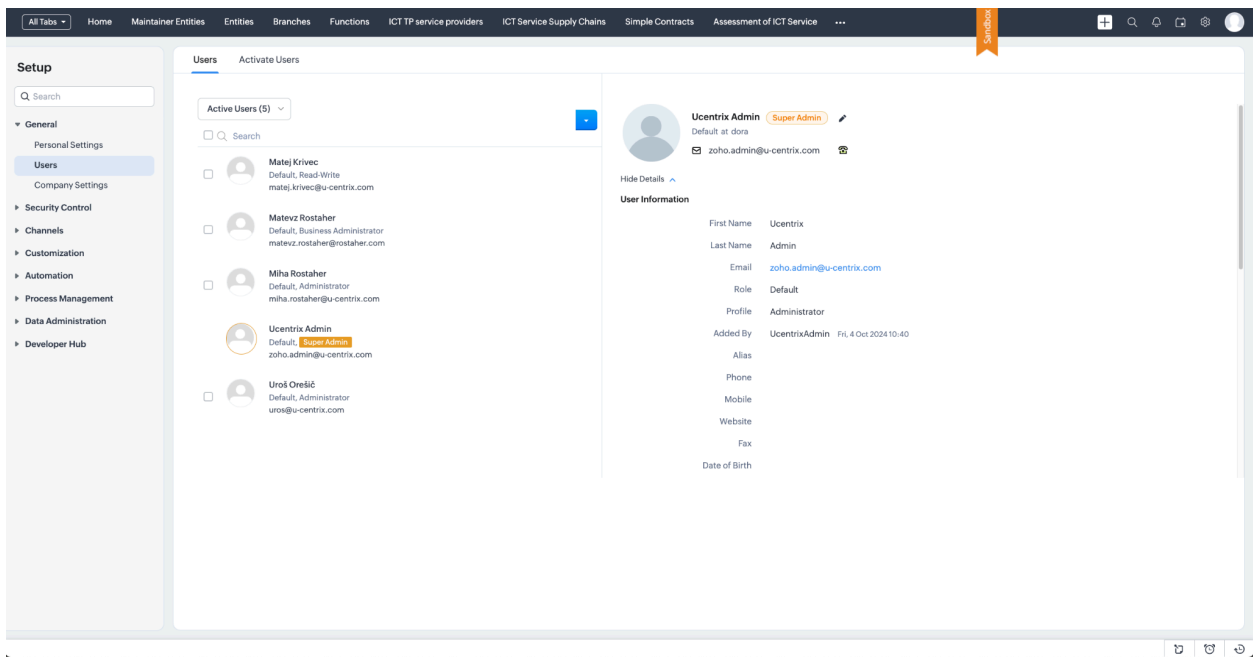 All Tabs Home Maintainer Entities Entities Branches Functions ICT TP service providers ICT Service Supply Chains Simple Contracts Assessment of ICT Service ...
Sandbox
Setup
Search
General
Personal Settings
Users
Company Settings
Security Control
Channels
Customization
Automation
Process Management
Data Administration
Developer Hub
Users Activate Users
Active Users (5)
Search
Matej Krivec
Default, Read-Write
matej.krivec@u-centrix.com
Matevz Rostaher
Default, Business Administrator
matevz.rostaher@rostaher.com
Miha Rostaher
Default, Administrator
miha.rostaher@u-centrix.com
Ucentrix Admin
Default, Super Admin
zoho.admin@u-centrix.com
Uroš Orešič
Default, Administrator
uros@u-centrix.com
Ucentrix Admin Super Admin
Default at dora
zoho.admin@u-centrix.com
Hide Details
User Information
First Name Ucentrix
Last Name Admin
Email zoho.admin@u-centrix.com
Role Default
Profile Administrator
Added By UcentrixAdmin Fri, 4 Oct 2024 10:40
Alias
Phone
Mobile
Website
Fax
Date of Birth